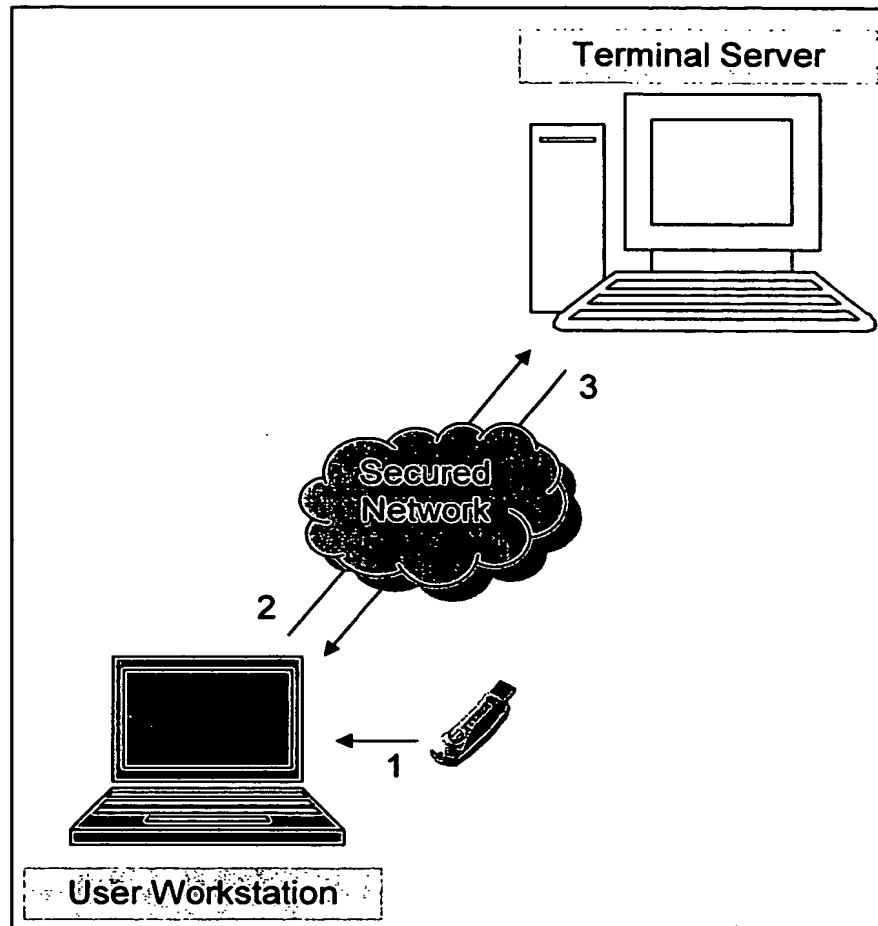 Terminal Server
3
Secured
Network
2
1
User Workstation